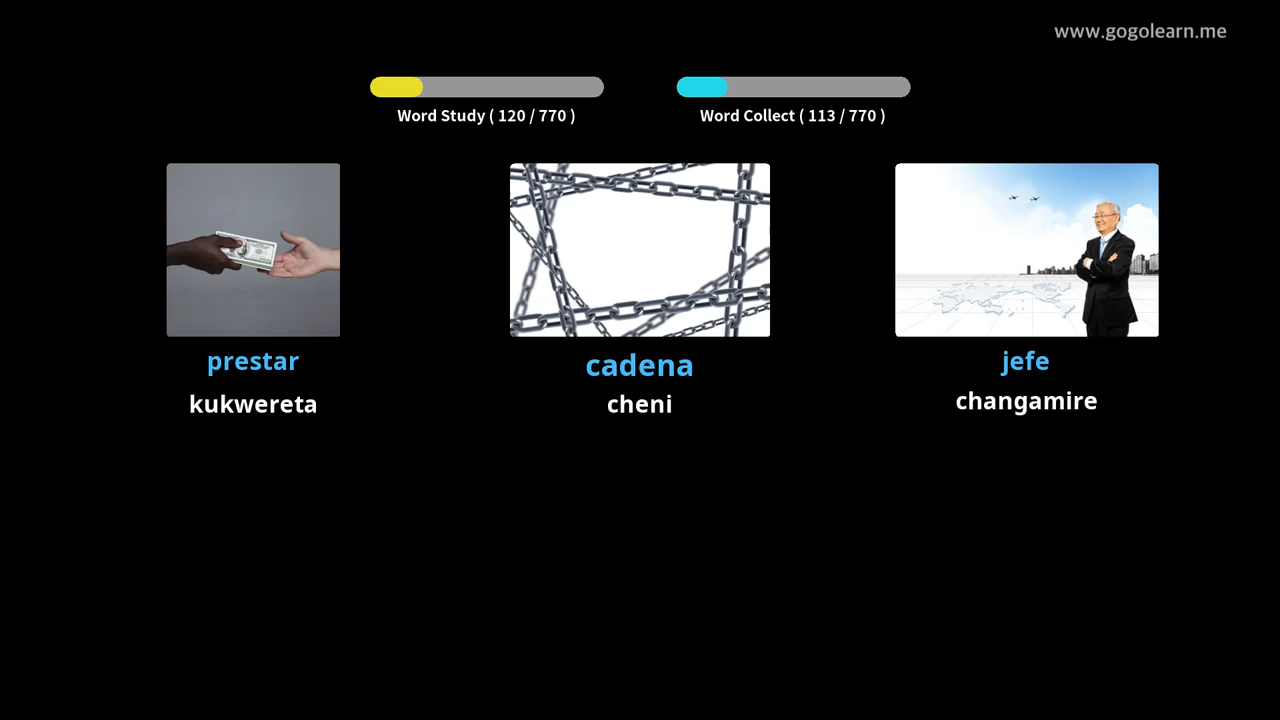 www.gogolearn.me
Word Study ( 120 / 770 )
Word Collect ( 113 / 770 )
prestar
kukwereta
cadena
cheni
jefe
changamire